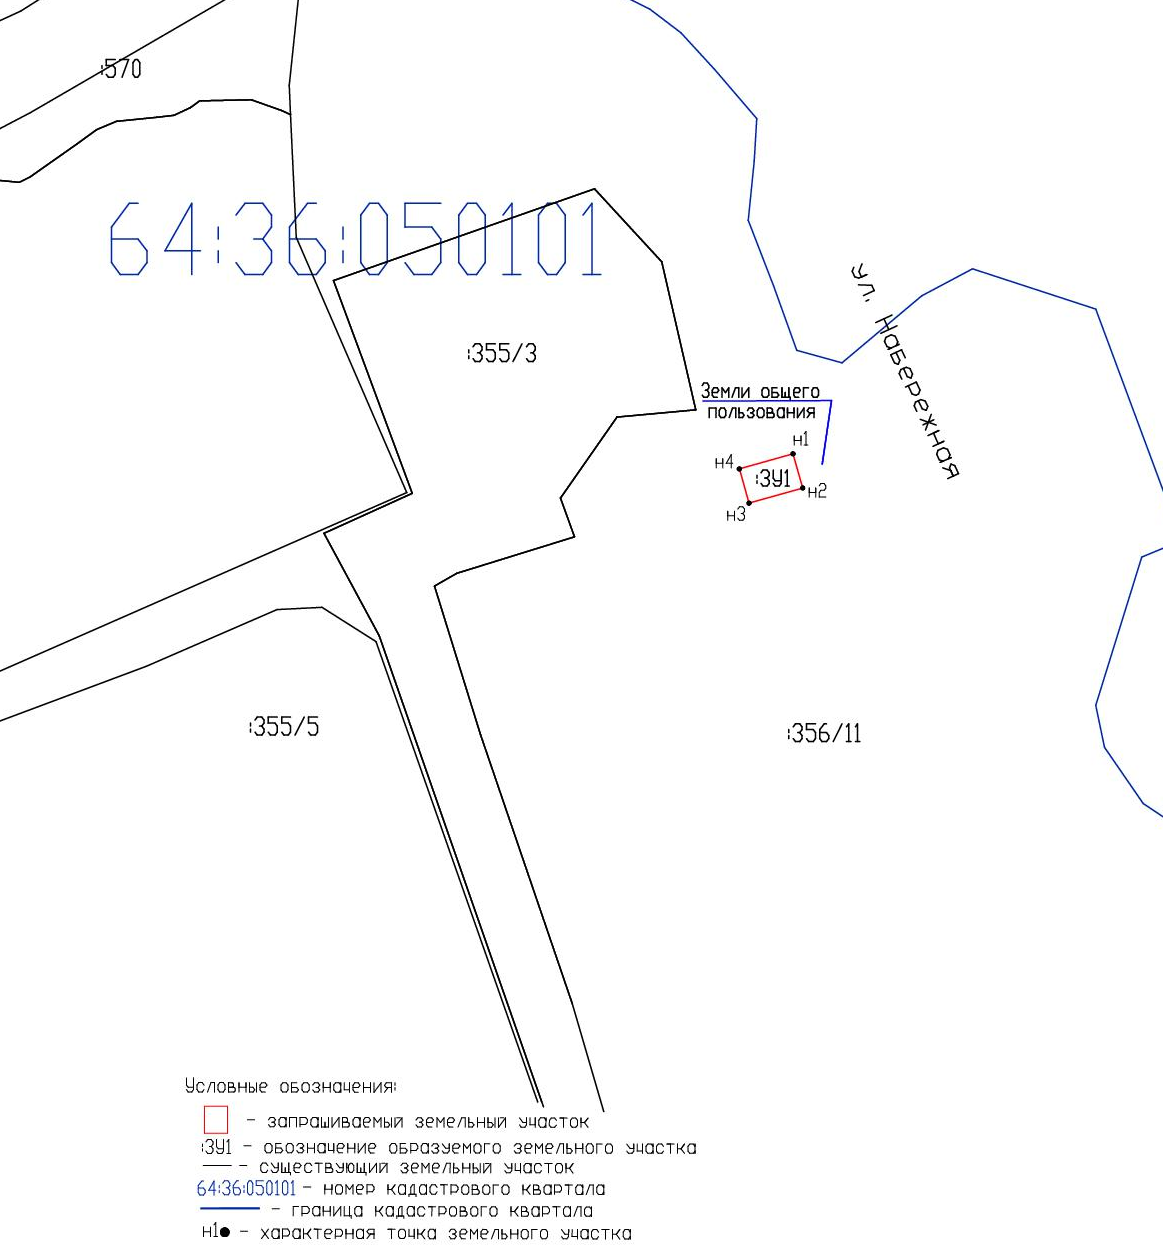 :570
64:36:050101
:355/3
ул. Набережная
Земли общего
пользования
н1
н4
:ЗУ1
н2
н3
:355/5
:356/11
Условные обозначения:
- запрашиваемый земельный участок
:ЗУ1 - обозначение образуемого земельного участка
- существующий земельный участок
64:36:050101 - номер кадастрового квартала
- граница кадастрового квартала
н1 - характерная точка земельного участка